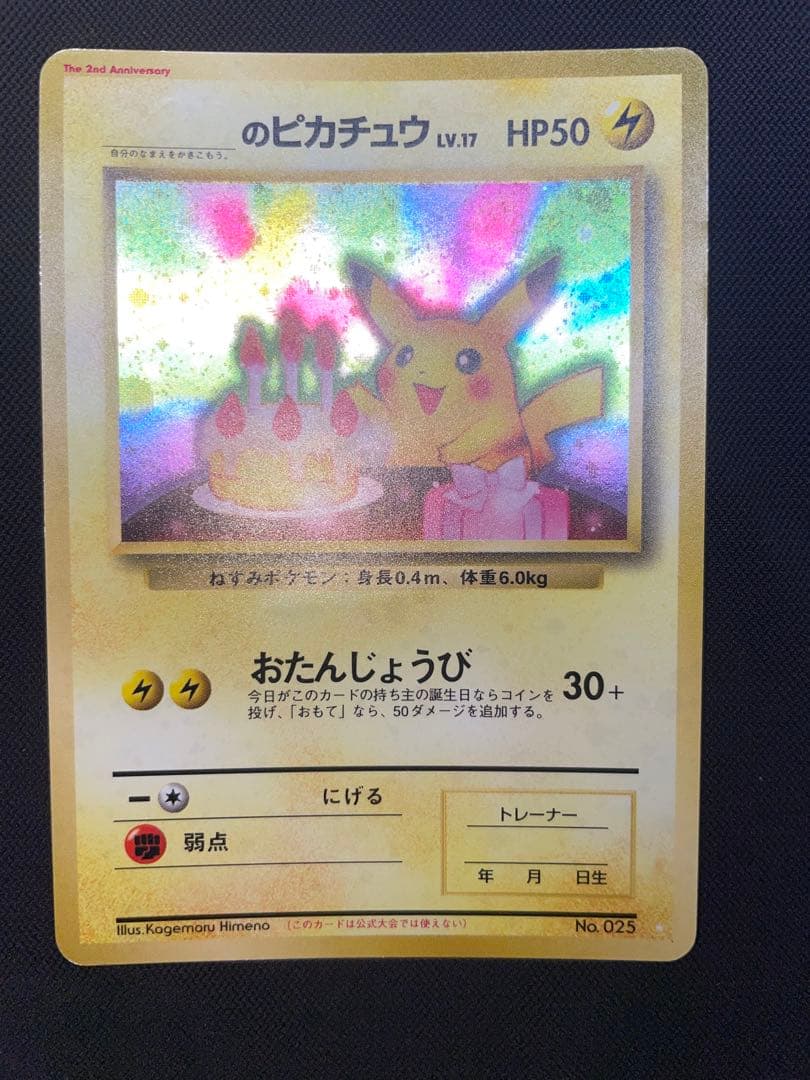 The 2nd Anniversary
のピカチュウ LV.17 HP50
自分のなまえをかきこもう。
ねずみポケモン：身長0.4m、体重6.0kg
おたんじょうび 30+
今日がこのカードの持ち主の誕生日ならコインを
投げ、「おもて」なら、50ダメージを追加する。
にげる
弱点
トレーナー
年 月 日生
Illus.Kagemaru Himeno （このカードは公式大会では使えない） No. 025